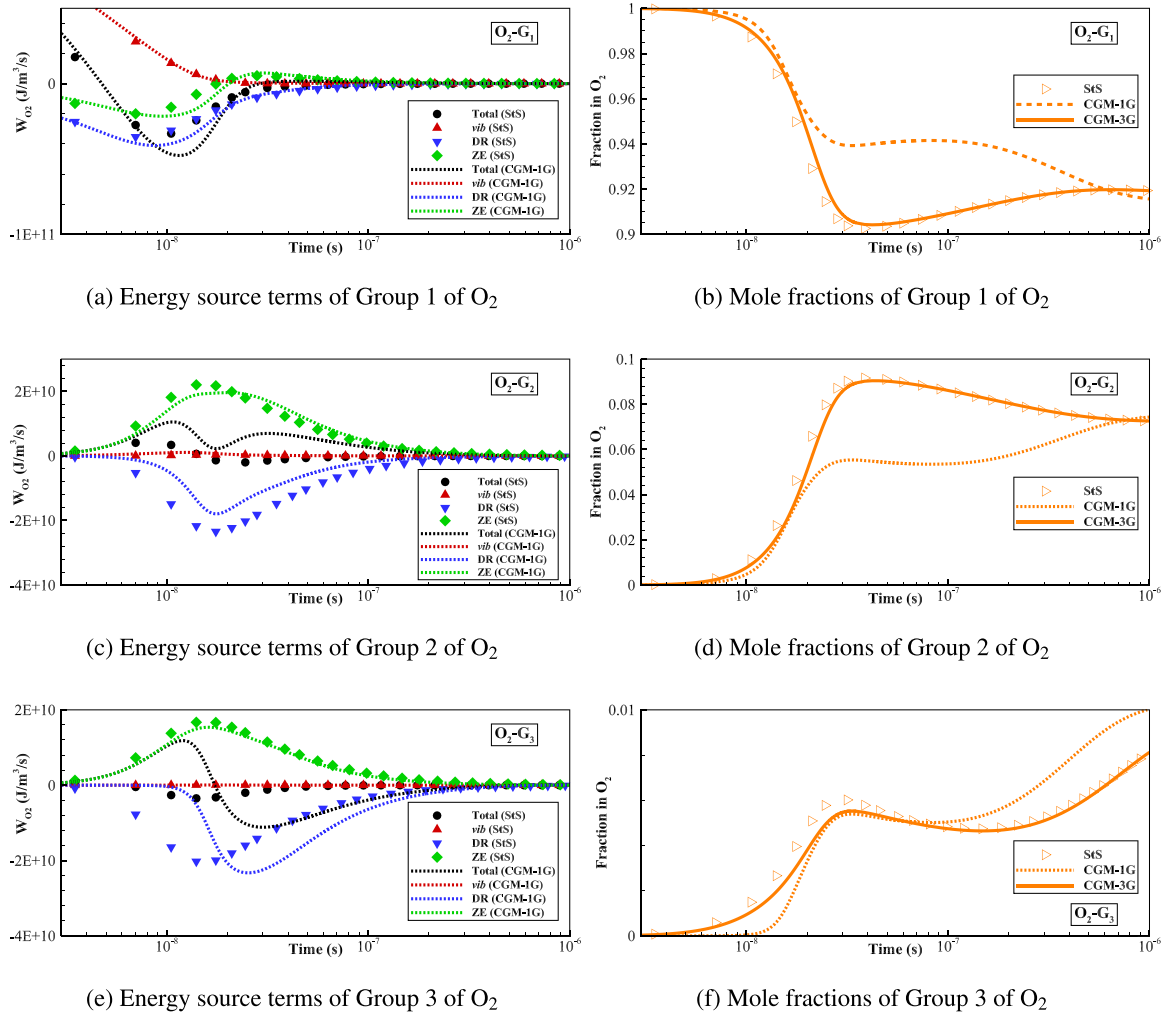 O2-G1
W_O2 (J/m3/s)
0
-1E+11
10-8
10-7
10-6
Time (s)
Total (StS)
vib (StS)
DR (StS)
ZE (StS)
Total (CGM-1G)
vib (CGM-1G)
DR (CGM-1G)
ZE (CGM-1G)
(a) Energy source terms of Group 1 of O2
O2-G1
Fraction in O2
1
0.98
0.96
0.94
0.92
0.9
10-8
10-7
10-6
Time (s)
StS
CGM-1G
CGM-3G
(b) Mole fractions of Group 1 of O2
O2-G2
W_O2 (J/m3/s)
2E+10
0
-2E+10
-4E+10
10-8
10-7
10-6
Time (s)
Total (StS)
vib (StS)
DR (StS)
ZE (StS)
Total (CGM-1G)
vib (CGM-1G)
DR (CGM-1G)
ZE (CGM-1G)
(c) Energy source terms of Group 2 of O2
O2-G2
Fraction in O2
0.1
0.08
0.06
0.04
0.02
0
10-8
10-7
10-6
Time (s)
StS
CGM-1G
CGM-3G
(d) Mole fractions of Group 2 of O2
O2-G3
W_O2 (J/m3/s)
2E+10
0
-2E+10
-4E+10
10-8
10-7
10-6
Time (s)
Total (StS)
vib (StS)
DR (StS)
ZE (StS)
Total (CGM-1G)
vib (CGM-1G)
DR (CGM-1G)
ZE (CGM-1G)
(e) Energy source terms of Group 3 of O2
Fraction in O2
0.01
0
10-8
10-7
10-6
Time (s)
StS
CGM-1G
CGM-3G
O2-G3
(f) Mole fractions of Group 3 of O2